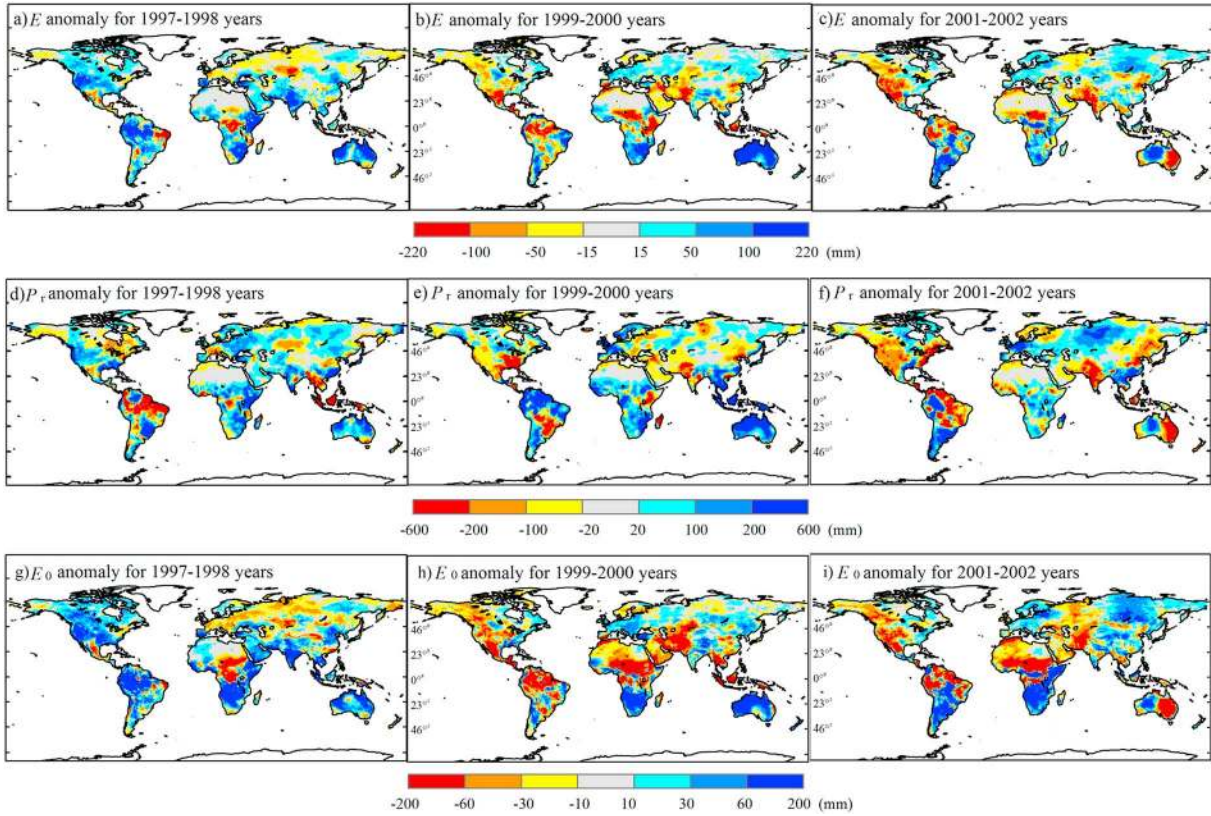 a) E anomaly for 1997-1998 years
b) E anomaly for 1999-2000 years
c) E anomaly for 2001-2002 years
-220 -100 -50 -15 15 50 100 220 (mm)
d) P r anomaly for 1997-1998 years
e) P r anomaly for 1999-2000 years
f) P r anomaly for 2001-2002 years
-600 -200 -100 -20 20 100 200 600 (mm)
g) E 0 anomaly for 1997-1998 years
h) E 0 anomaly for 1999-2000 years
i) E 0 anomaly for 2001-2002 years
-200 -60 -30 -10 10 30 60 200 (mm)